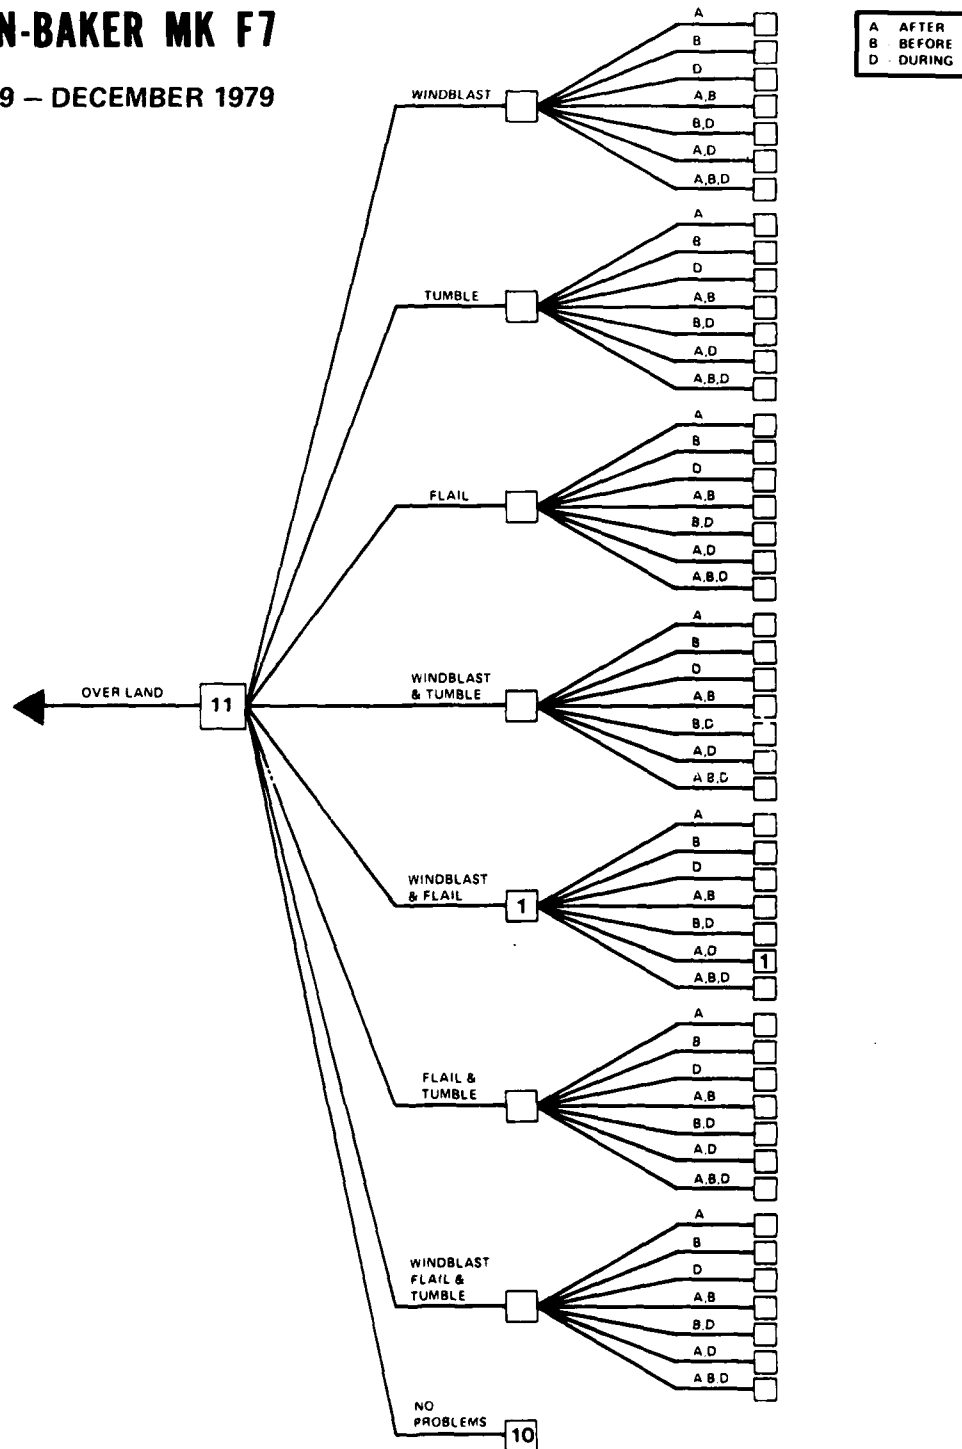 N-BAKER MK F7
9 – DECEMBER 1979
A AFTER
B BEFORE
D DURING
OVER LAND
11
WINDBLAST
A
B
D
A,B
B,D
A,D
A,B,D
TUMBLE
A
B
D
A,B
B,D
A,D
A,B,D
FLAIL
A
B
D
A,B
B,D
A,D
A,B,D
WINDBLAST
& TUMBLE
A
B
D
A,B
B,D
A,D
A B,D
WINDBLAST
& FLAIL
1
A
B
D
A,B
B,D
A,D
1
A,B,D
FLAIL &
TUMBLE
A
B
D
A,B
B,D
A,D
A,B,D
WINDBLAST
FLAIL &
TUMBLE
A
B
D
A,B
B,D
A,D
A B,D
NO
PROBLEMS
10